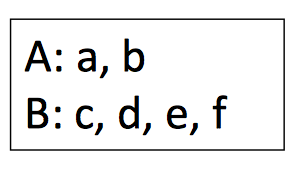 A: a, b
B: c, d, e, f